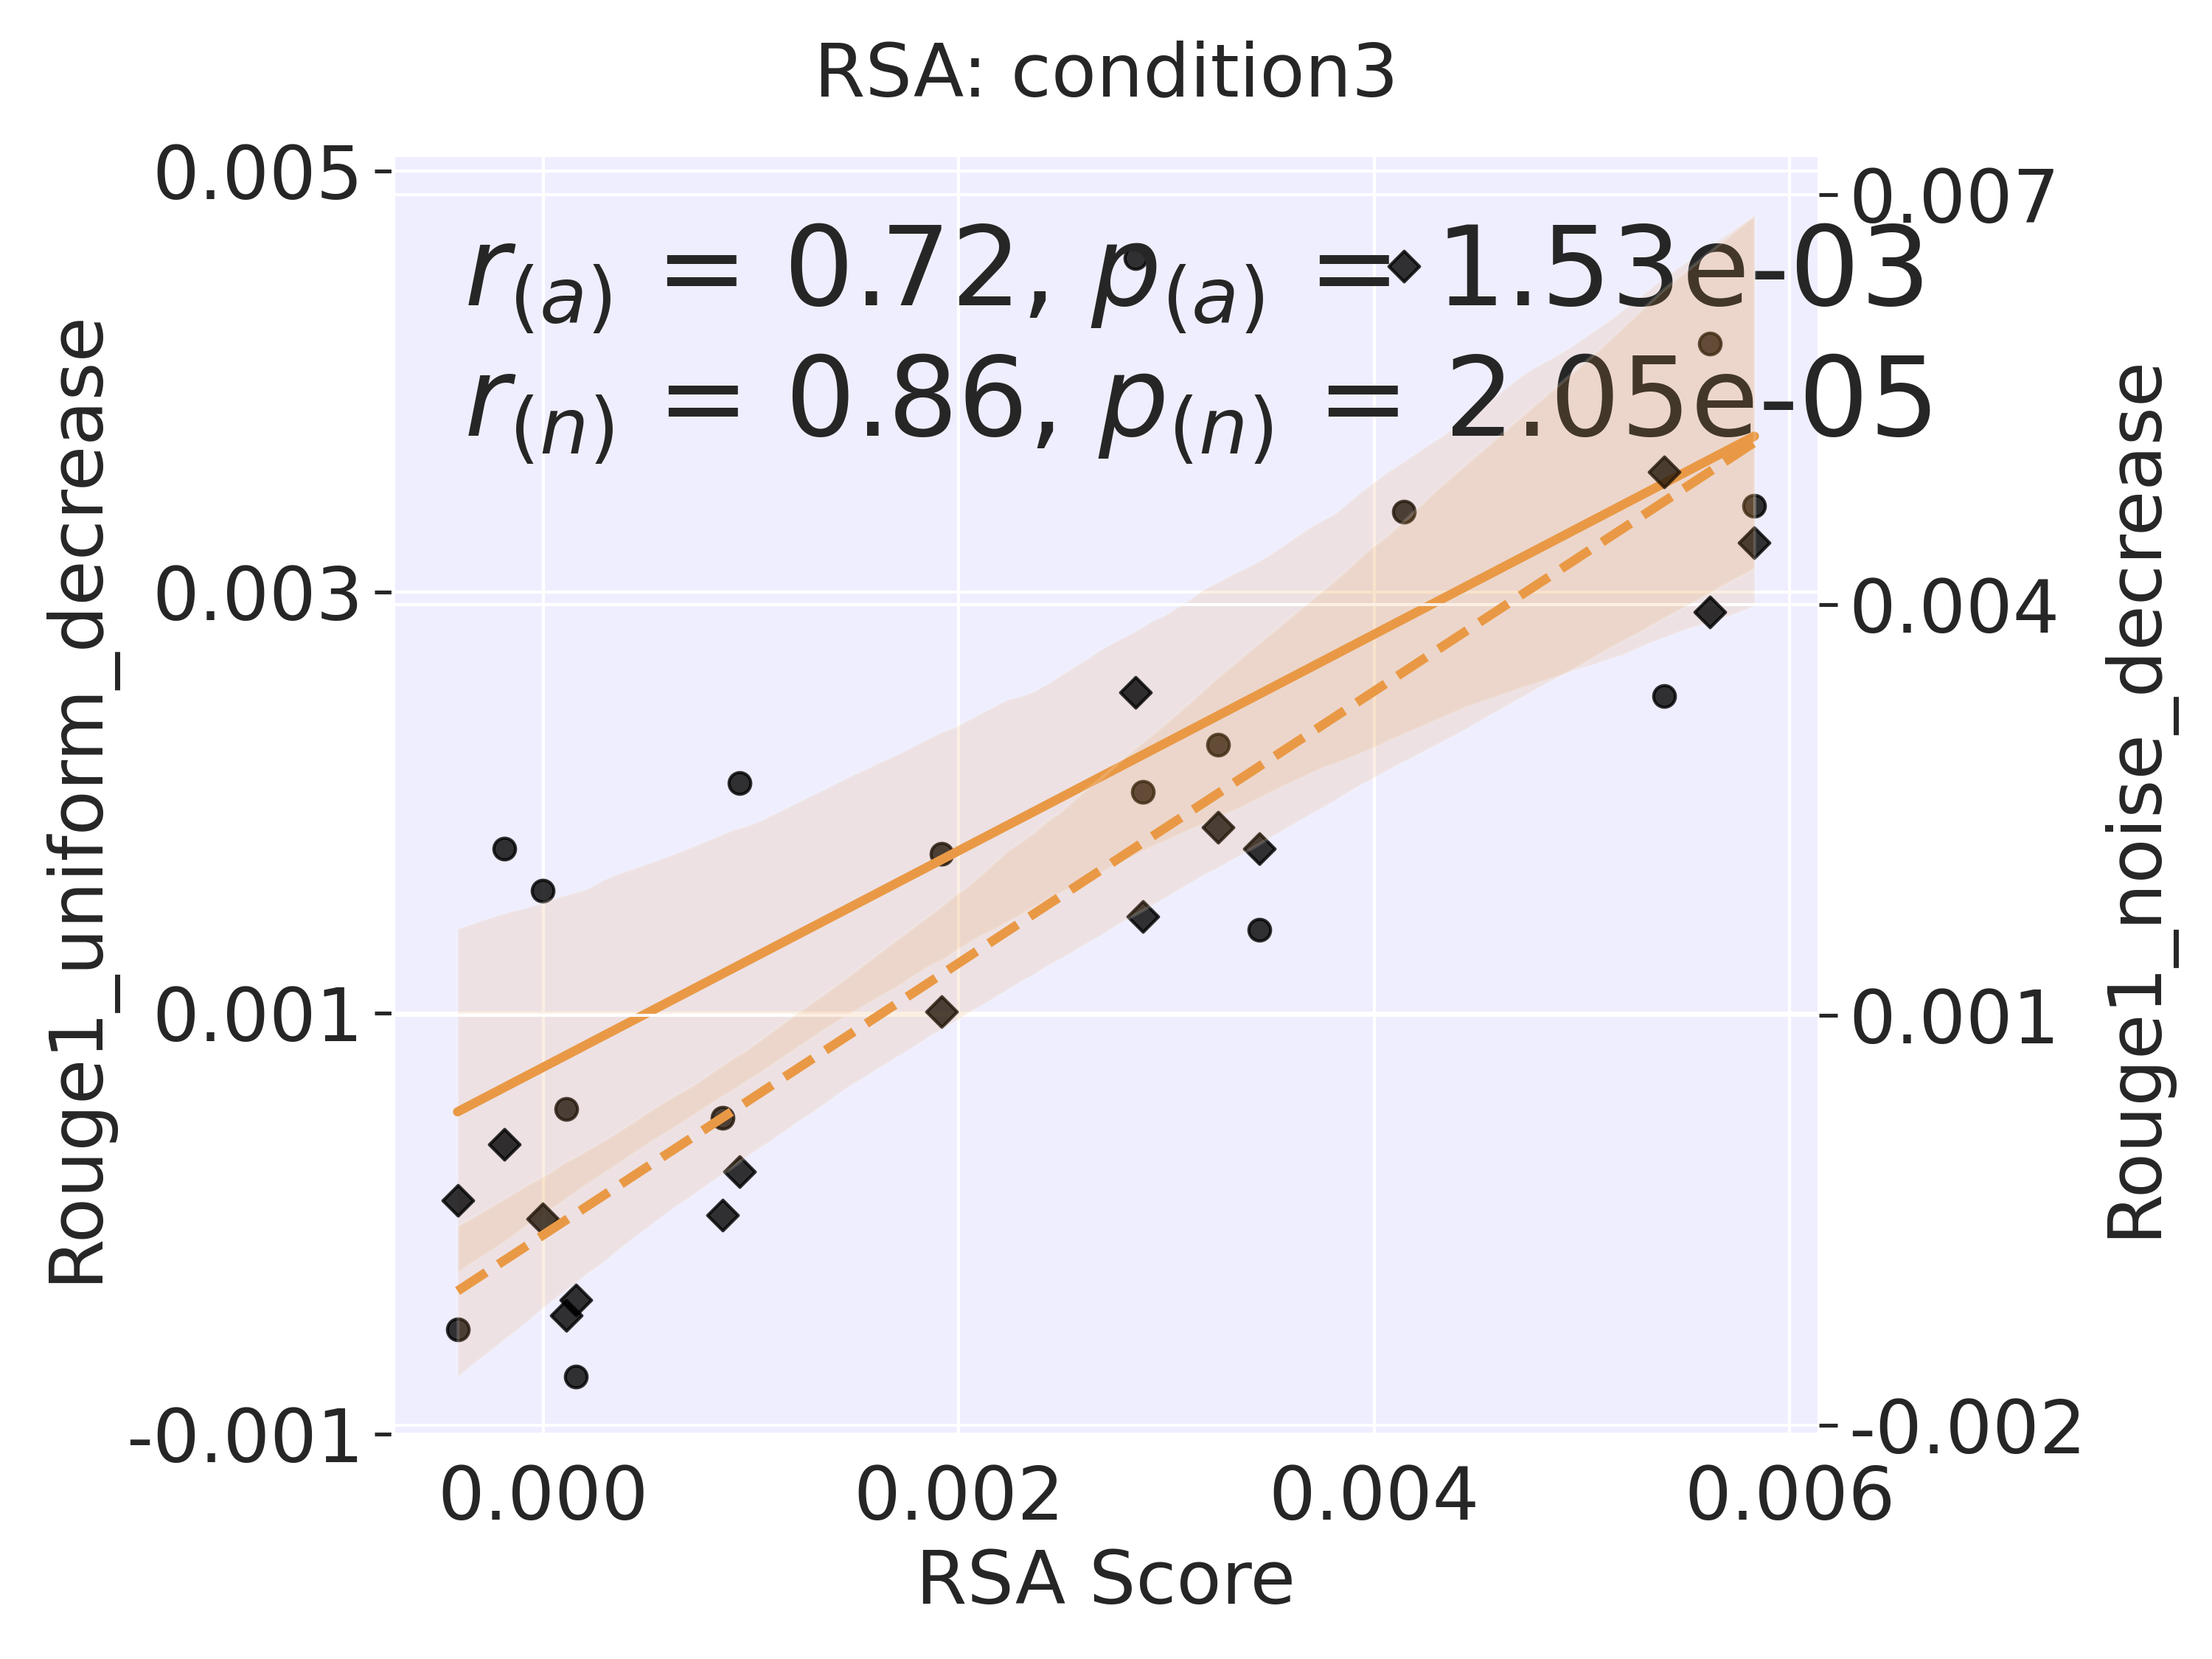 RSA: condition3
r(a) = 0.72, p(a) = 1.53e-03
r(n) = 0.86, p(n) = 2.05e-05
Rouge1_uniform_decrease
0.005
0.003
0.001
-0.001
Rouge1_noise_decrease
0.007
0.004
0.001
-0.002
0.000 0.002 0.004 0.006
RSA Score